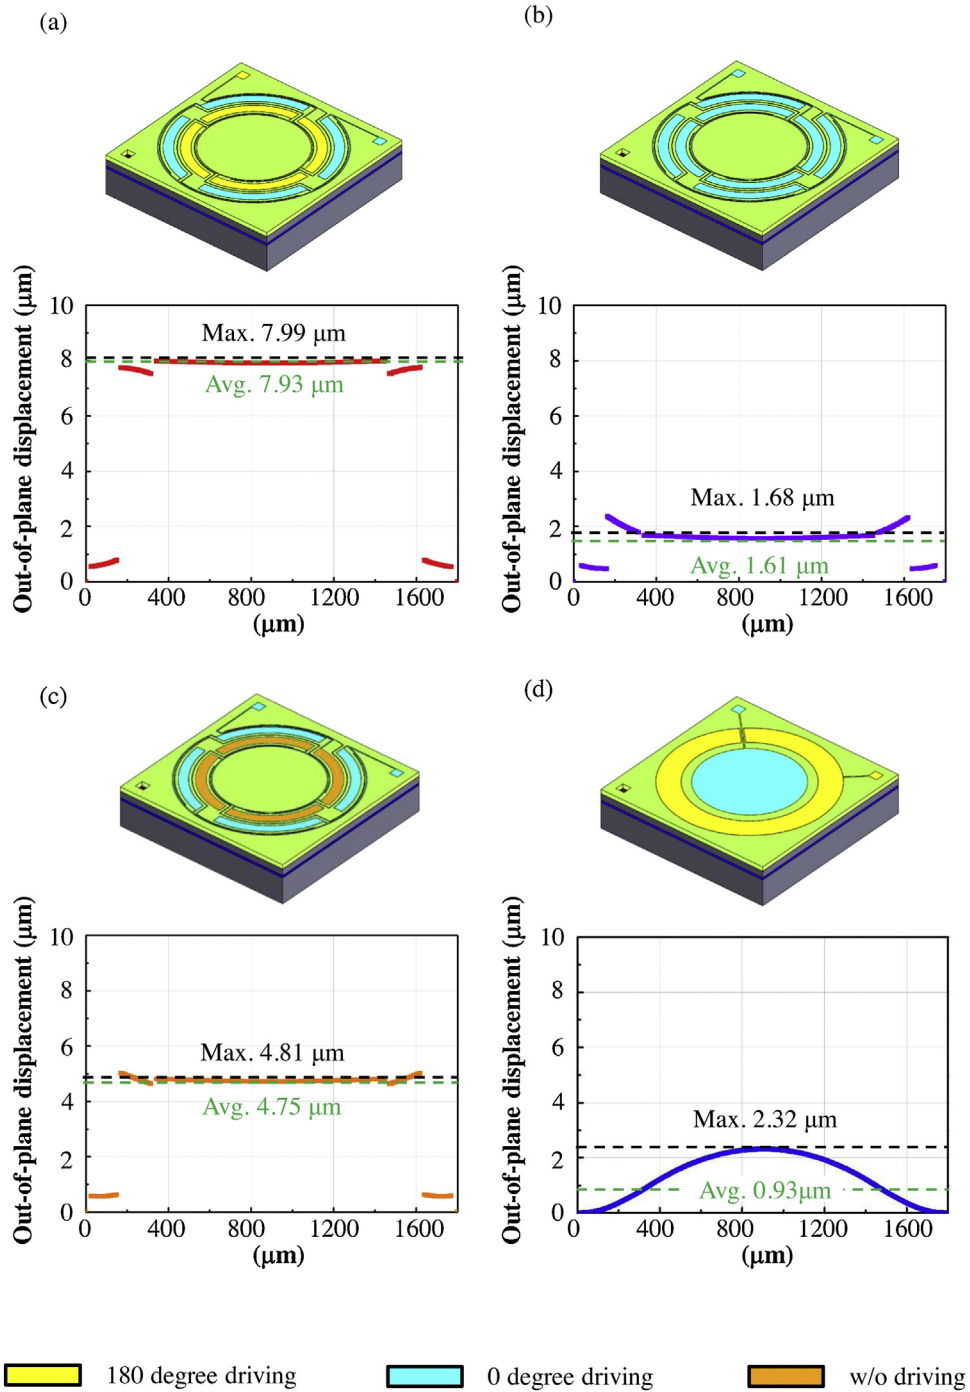 (a)
(b)
Out-of-plane displacement (μm)
10
8
6
4
2
0
Max. 7.99 μm
Avg. 7.93 μm
0 400 800 1200 1600
(μm)
Out-of-plane displacement (μm)
10
8
6
4
2
0
Max. 1.68 μm
Avg. 1.61 μm
0 400 800 1200 1600
(μm)
(c)
(d)
Out-of-plane displacement (μm)
10
8
6
4
2
0
Max. 4.81 μm
Avg. 4.75 μm
0 400 800 1200 1600
(μm)
Out-of-plane displacement (μm)
10
8
6
4
2
0
Max. 2.32 μm
Avg. 0.93μm
0 400 800 1200 1600
(μm)
180 degree driving
0 degree driving
w/o driving